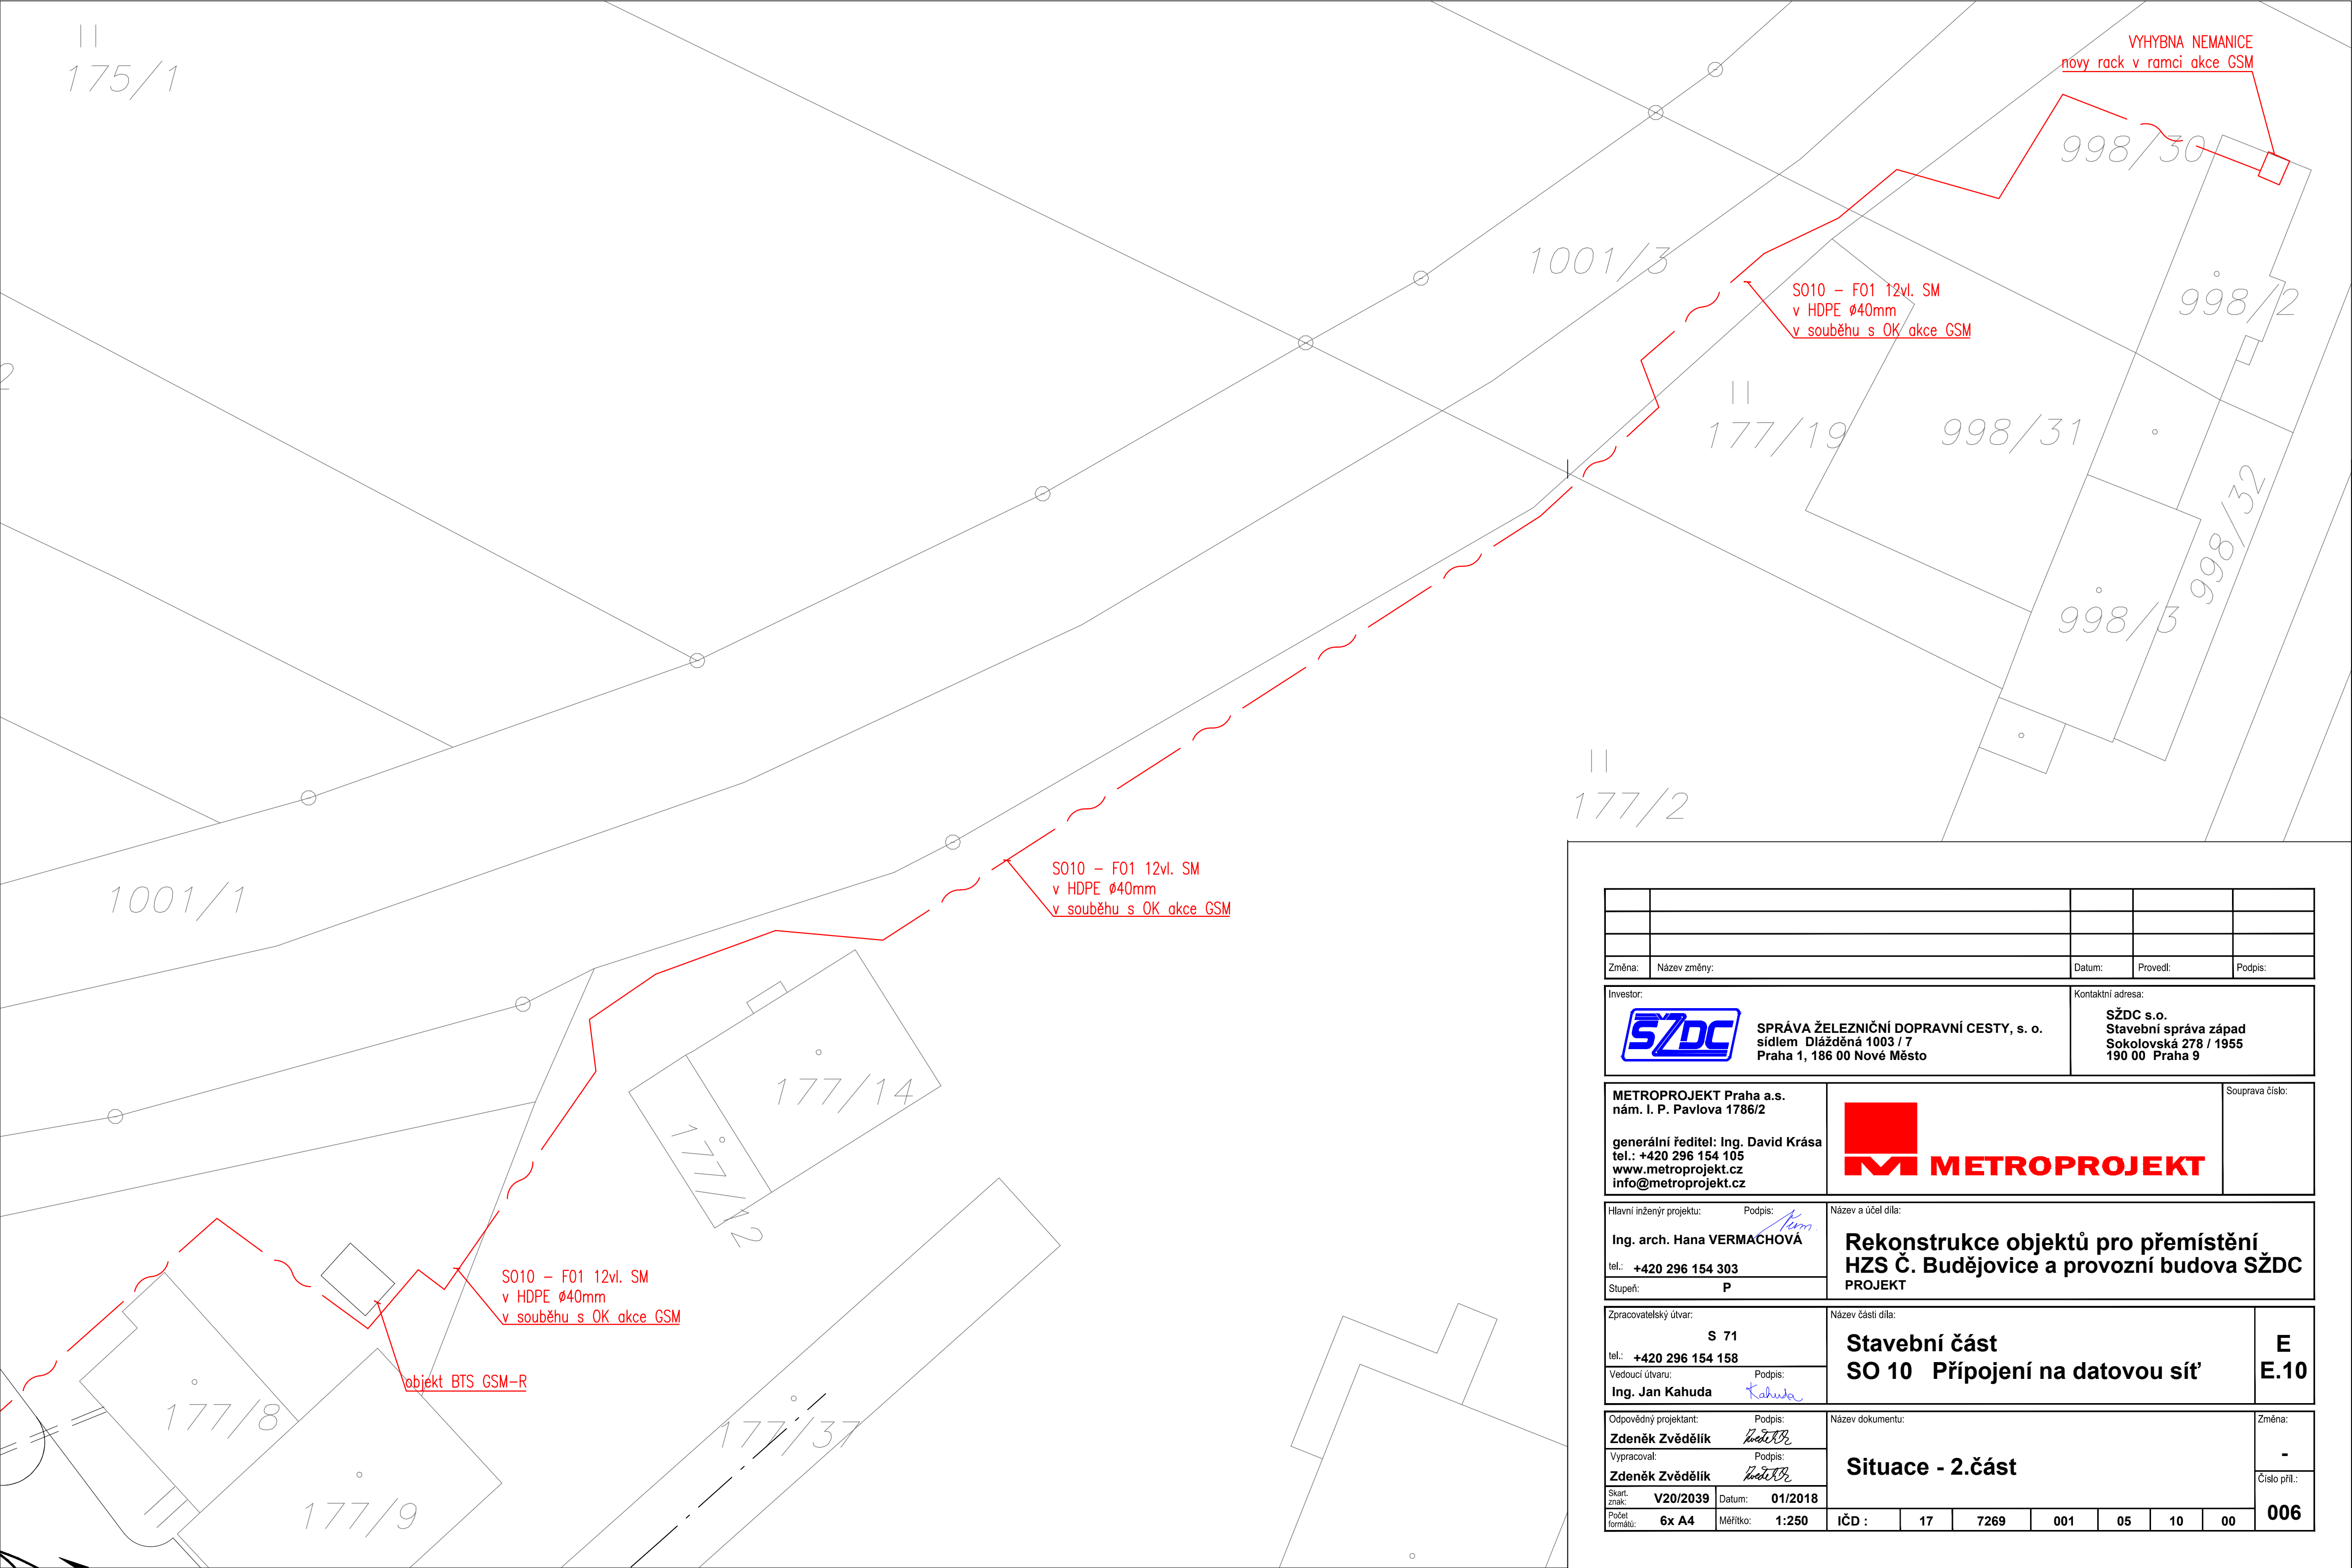 175/1
VYHYBNA NEMANICE
novy rack v ramci akce GSM
998/30
1001/3
SO10 - FO1 12vl. SM
v HDPE ø40mm
v souběhu s OK akce GSM
998/2
2
177/19
998/31
998/32
998/3
177/2
1001/1
SO10 - FO1 12vl. SM
v HDPE ø40mm
v souběhu s OK akce GSM
177/14
177/12
SO10 - FO1 12vl. SM
v HDPE ø40mm
v souběhu s OK akce GSM
objekt BTS GSM-R
177/8
177/37
177/9
Změna: Název změny: Datum: Provedl: Podpis:
Investor:
SŽDC
SPRÁVA ŽELEZNIČNÍ DOPRAVNÍ CESTY, s. o.
sídlem Dlážděná 1003 / 7
Praha 1, 186 00 Nové Město
Kontaktní adresa:
SŽDC s.o.
Stavební správa západ
Sokolovská 278 / 1955
190 00 Praha 9
METROPROJEKT Praha a.s.
nám. I. P. Pavlova 1786/2
generální ředitel: Ing. David Krása
tel.: +420 296 154 105
www.metroprojekt.cz
info@metroprojekt.cz
METROPROJEKT
Souprava číslo:
Hlavní inženýr projektu: Podpis:
Ing. arch. Hana VERMACHOVÁ
tel.: +420 296 154 303
Stupeň: P
Název a účel díla:
Rekonstrukce objektů pro přemístění
HZS Č. Budějovice a provozní budova SŽDC
PROJEKT
Zpracovatelský útvar:
S 71
tel.: +420 296 154 158
Vedoucí útvaru: Podpis:
Ing. Jan Kahuda Kahuda
Název části díla:
Stavební část
SO 10 Přípojení na datovou síť
E
E.10
Odpovědný projektant: Podpis:
Zdeněk Zvědělík
Vypracoval: Podpis:
Zdeněk Zvědělík
Skart. znak: V20/2039 Datum: 01/2018
Počet formátů: 6x A4 Měřítko: 1:250
Název dokumentu:
Situace - 2.část
Změna:
-
Číslo příl.:
006
IČD : 17 7269 001 05 10 00